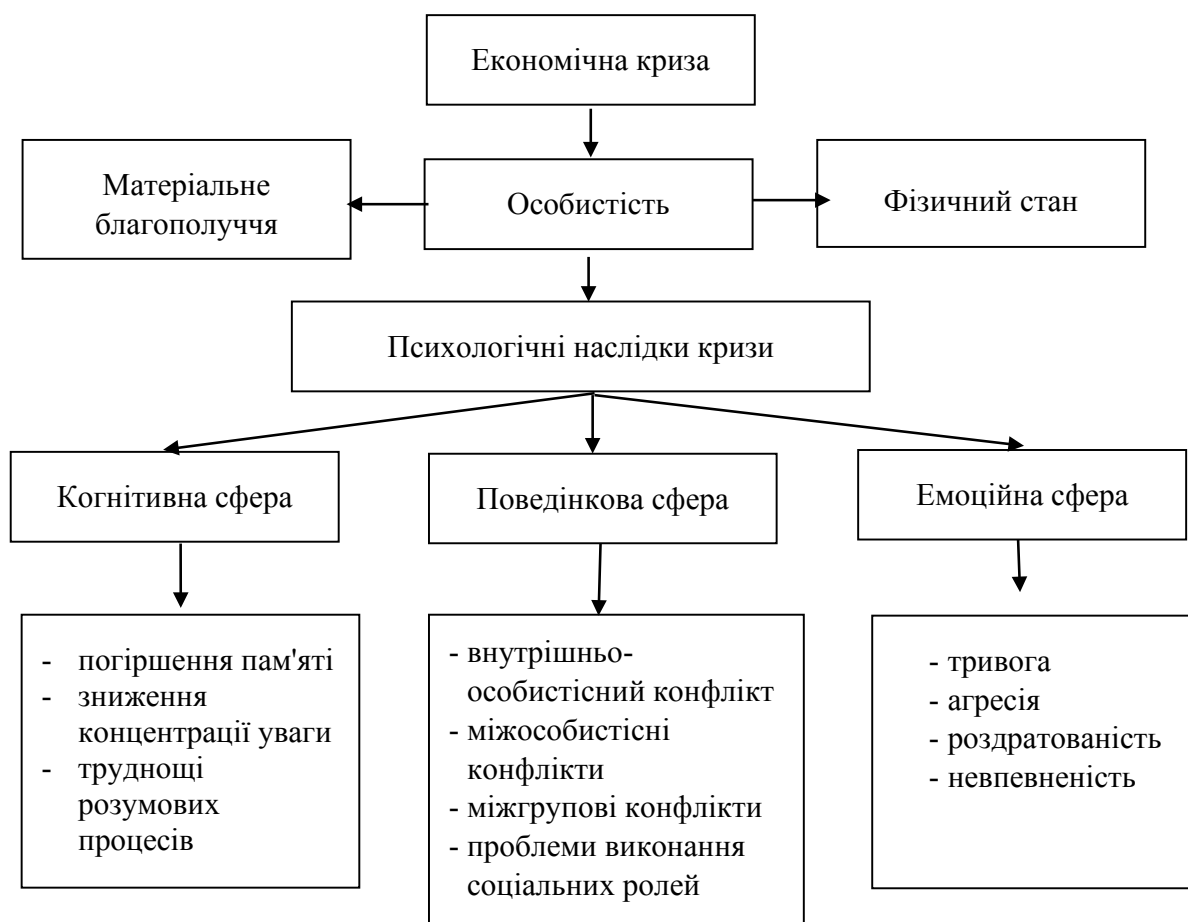 Економічна криза
Матеріальне
благополуччя
Особистість
Фізичний стан
Психологічні наслідки кризи
Когнітивна сфера
Поведінкова сфера
Емоційна сфера
- погіршення пам'яті
- зниження
концентрації уваги
- труднощі
розумових
процесів
- внутрішньо-
особистісний конфлікт
- міжособистісні
конфлікти
- міжгрупові конфлікти
- проблеми виконання
соціальних ролей
- тривога
- агресія
- роздратованість
- невпевненість